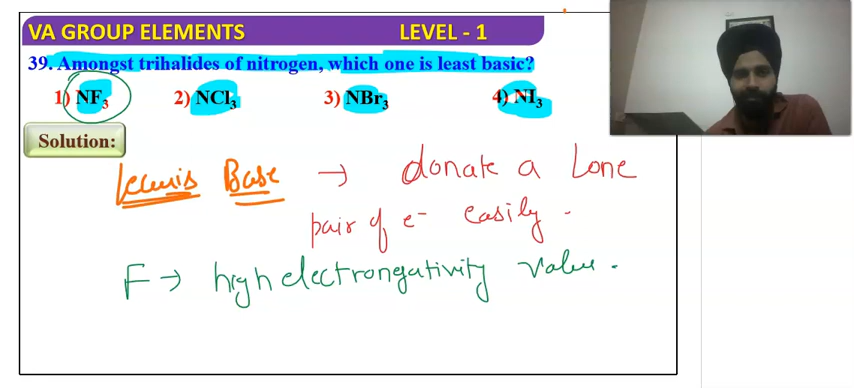 VA GROUP ELEMENTS LEVEL - 1
39. Amongst trihalides of nitrogen, which one is least basic?
1) NF3 2) NCl3 3) NBr3 4) NI3
Solution:
Lewis Base → donate a Lone
pair of e- easily.
F → high electrongativity value.